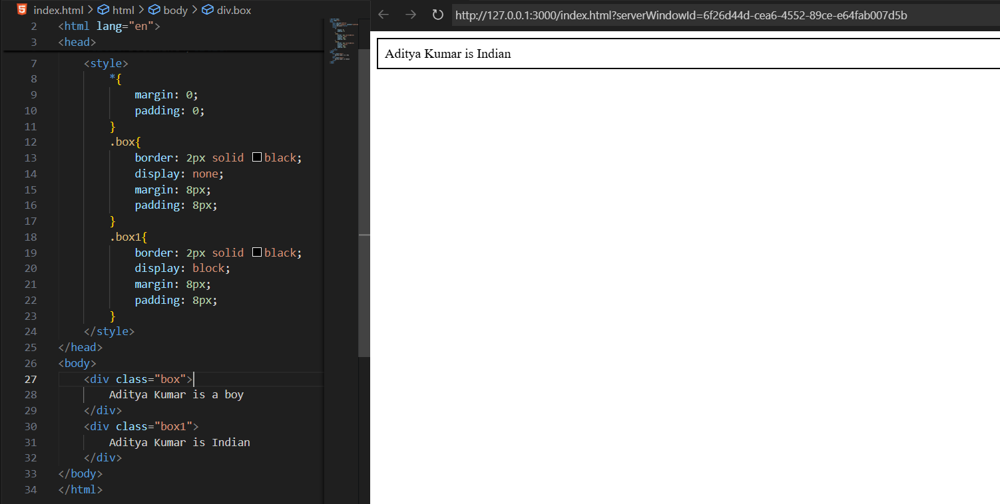 index.html > html > body > div.box
2 <html lang="en">
3 <head>
7 <style>
8 *{
9 margin: 0;
10 padding: 0;
11 }
12 .box{
13 border: 2px solid black;
14 display: none;
15 margin: 8px;
16 padding: 8px;
17 }
18 .box1{
19 border: 2px solid black;
20 display: block;
21 margin: 8px;
22 padding: 8px;
23 }
24 </style>
25 </head>
26 <body>
27 <div class="box">
28 Aditya Kumar is a boy
29 </div>
30 <div class="box1">
31 Aditya Kumar is Indian
32 </div>
33 </body>
34 </html>
http://127.0.0.1:3000/index.html?serverWindowId=6f26d44d-cea6-4552-89ce-e64fab007d5b
Aditya Kumar is Indian